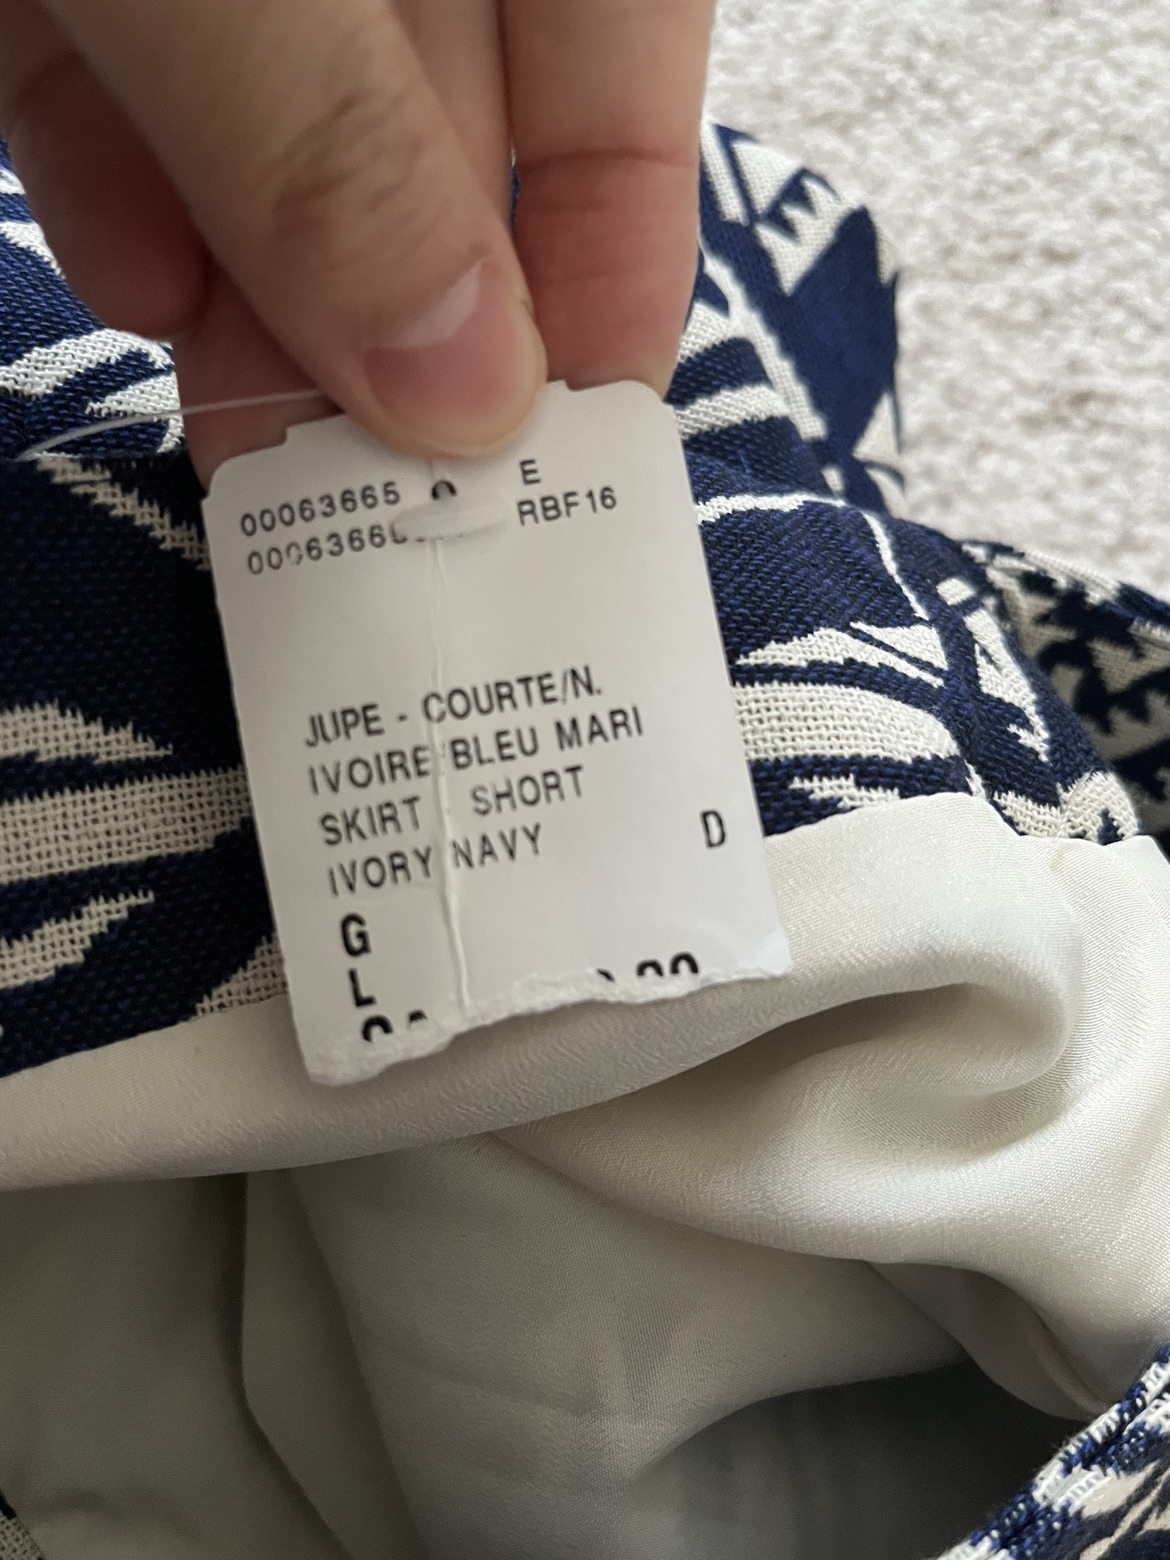 00063665 E
RBF16
JUPE - COURTE/N.
IVOIRE/BLEU MARI
SKIRT SHORT
IVORY NAVY D
G
L